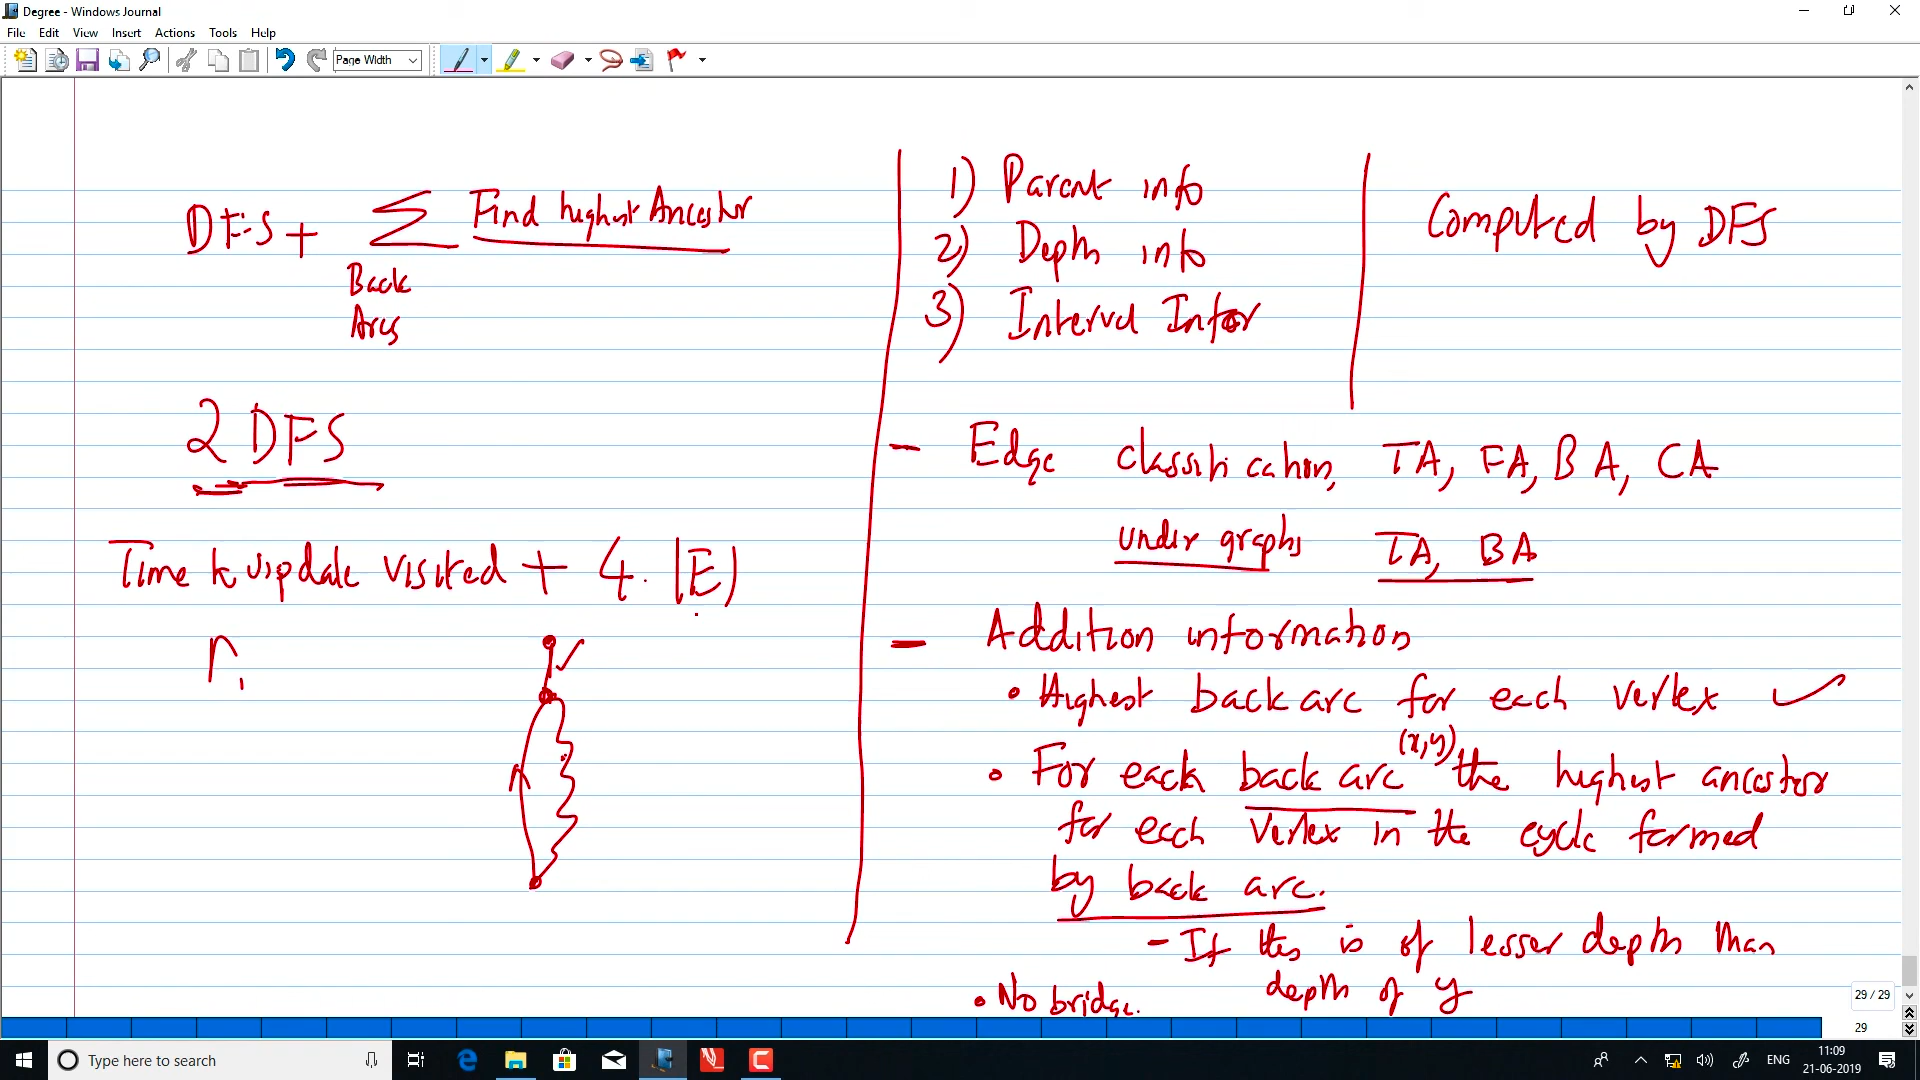 Degree - Windows Journal
File Edit View Insert Actions Tools Help
Page Width
DFS + Σ Find highest Ancestor
Back
Arcs
2 DFS
Time to update visited + 4. |E|
n.
1) Parent info
2) Depth info
3) Interval Infor
Computed by DFS
- Edge classification, TA, FA, BA, CA
under graphs TA, BA
- Addition information
• Highest back arc for each vertex ✓
(x,y)
• For each back arc the highest ancestor
for each vertex in the cycle formed
by back arc.
- If this is of lesser depth than
depth of y
• No bridge.
29 / 29
29
Type here to search
ENG
11:09
21-06-2019